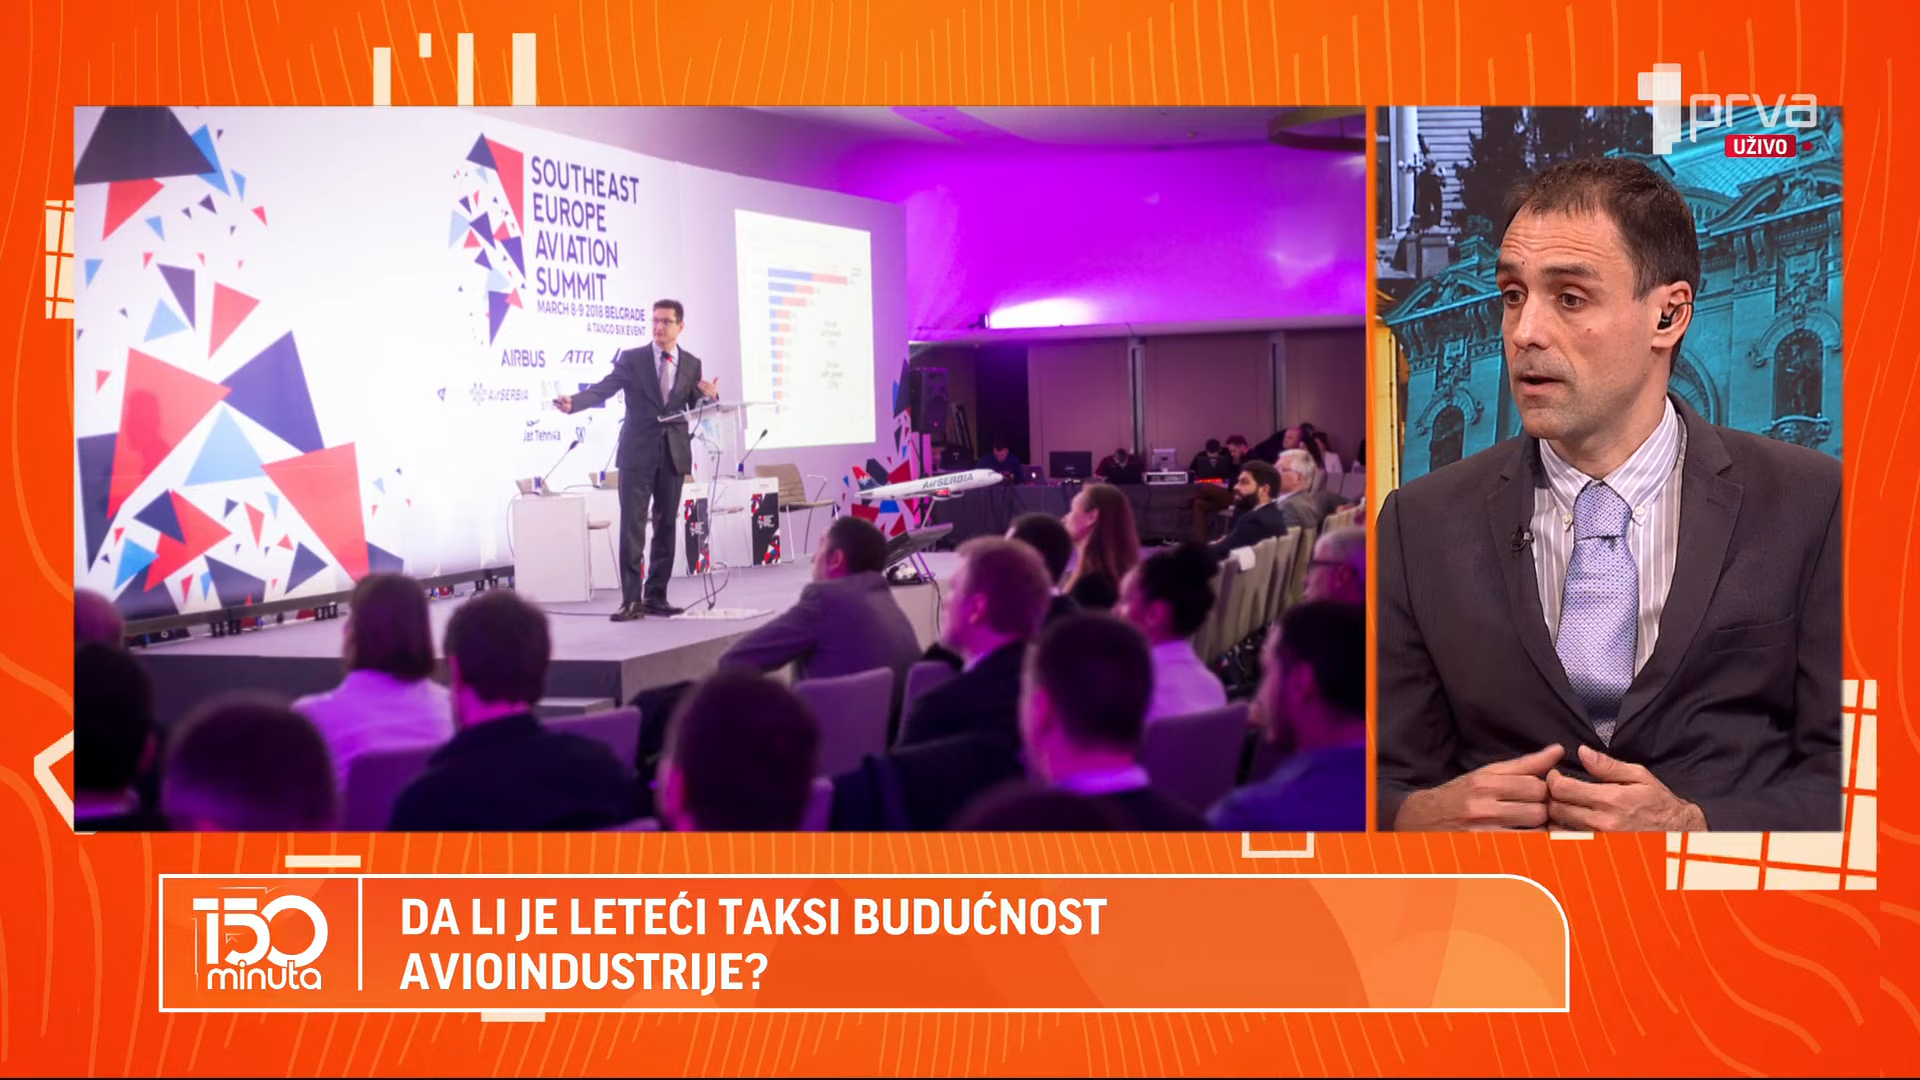 1prva
UŽIVO
SOUTHEAST
EUROPE
AVIATION
SUMMIT
MARCH 8-9 2018 BELGRADE
A TANGO SIX EVENT
AIRBUS ATR
AirSERBIA
Jat Tehnika
AirSERBIA
150
minuta
DA LI JE LETEĆI TAKSI BUDUĆNOST
AVIOINDUSTRIJE?